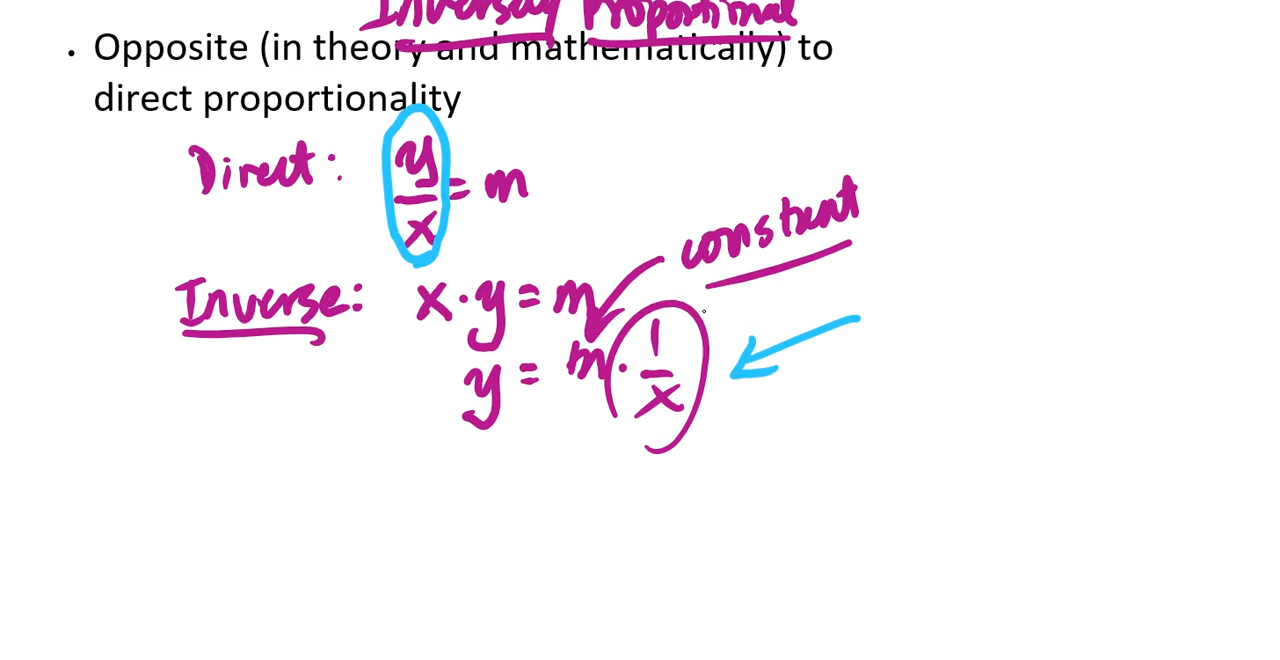 Inversely Proportional
• Opposite (in theory and mathematically) to
direct proportionality
Direct: y/x = m
constant
Inverse: x · y = m
y = m · 1/x